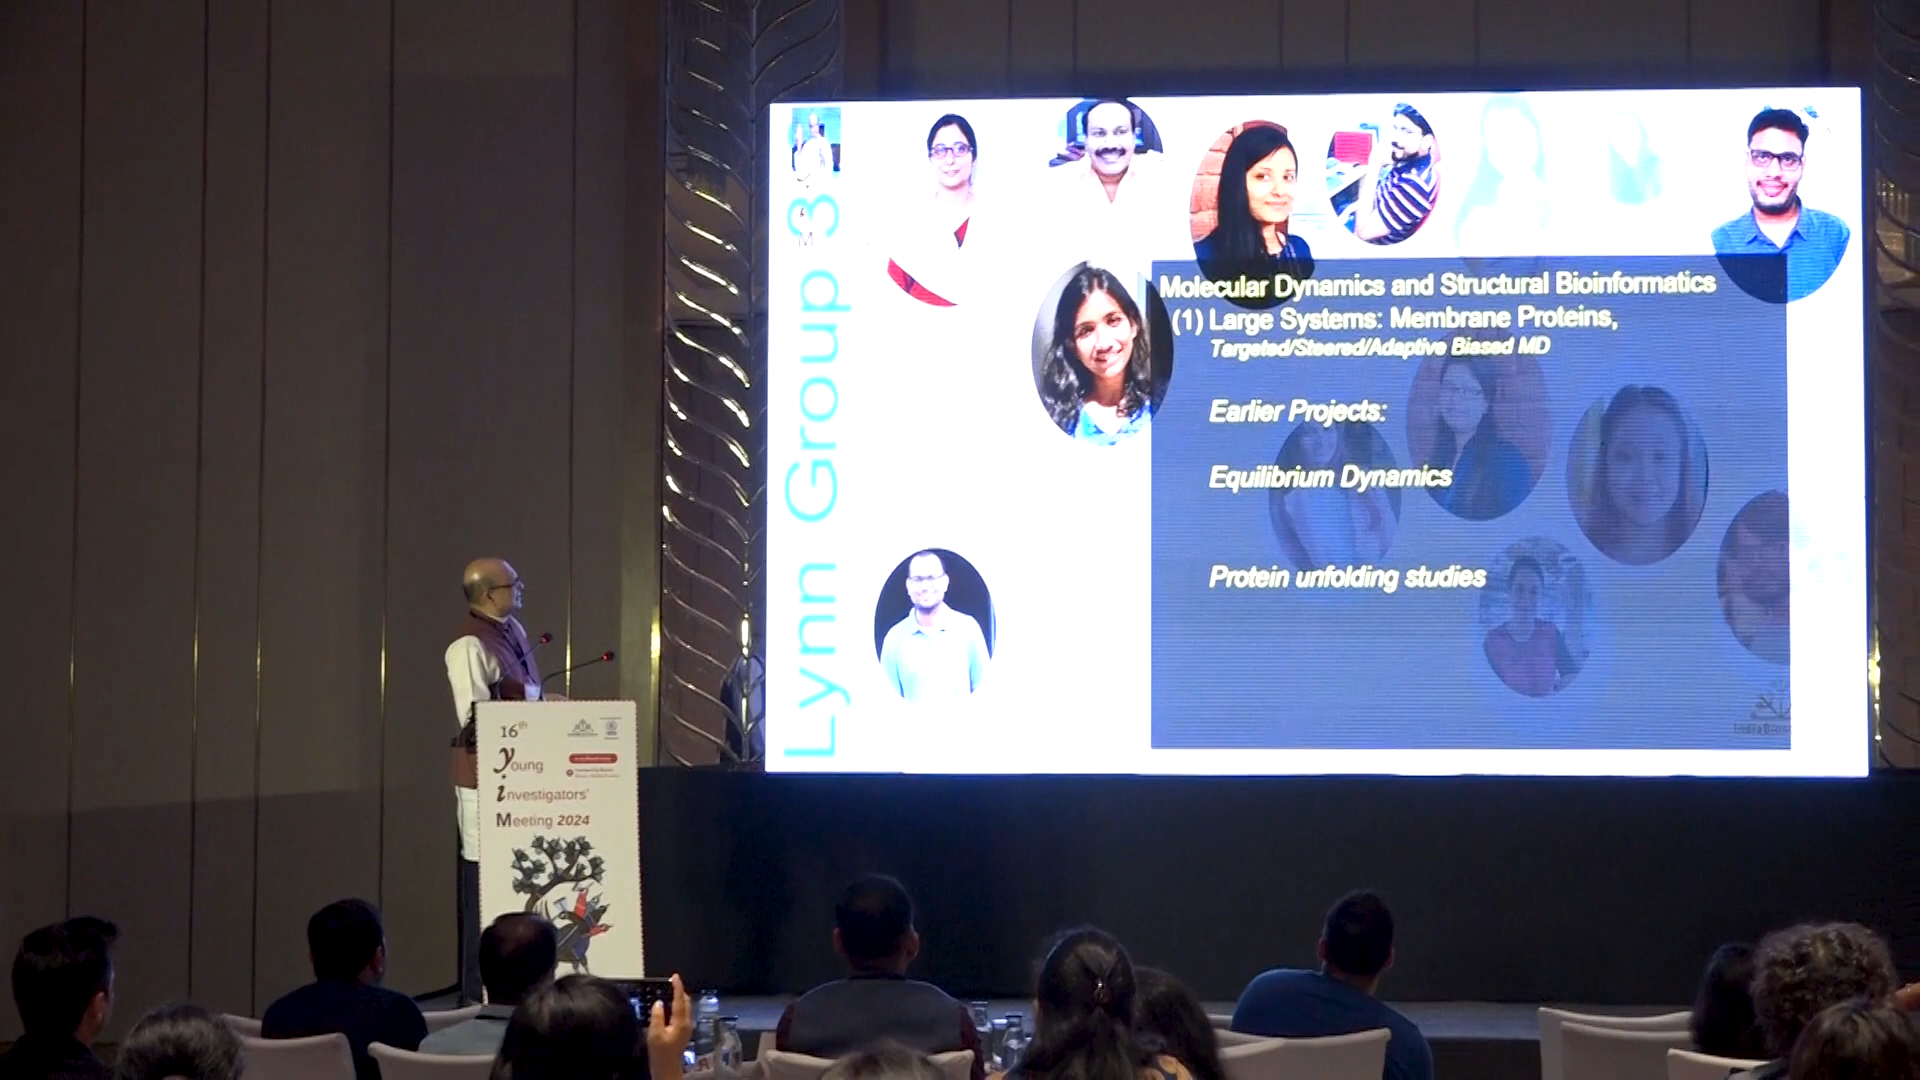 Lynn Group 3
Molecular Dynamics and Structural Bioinformatics
(1) Large Systems: Membrane Proteins,
Targeted/Steered/Adaptive Biased MD
Earlier Projects:
Equilibrium Dynamics
Protein unfolding studies
16th
Young
investigators'
Meeting 2024